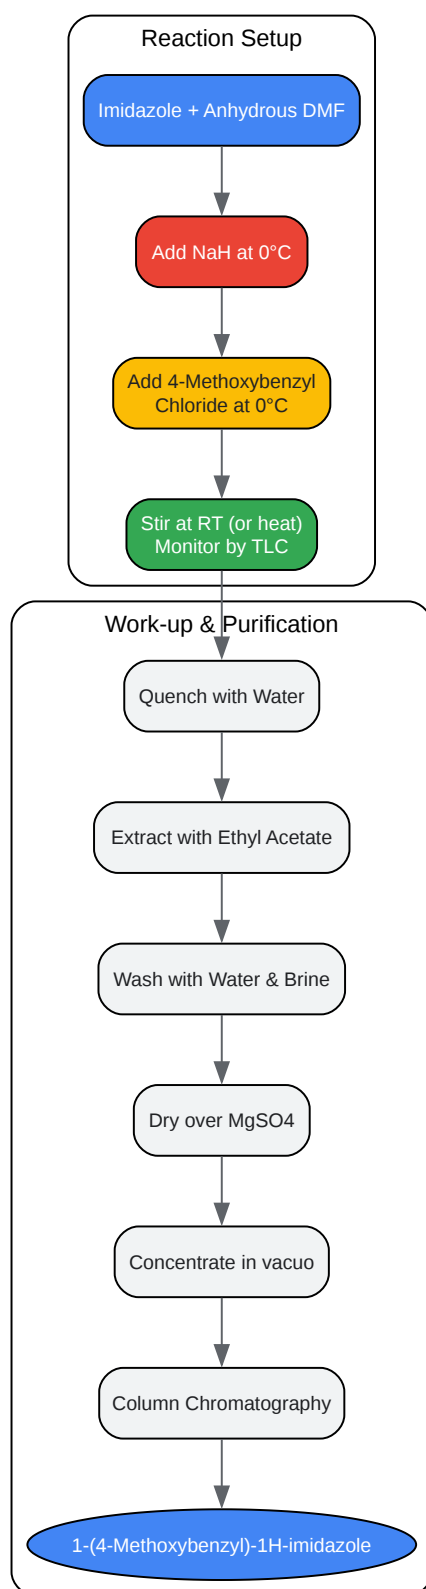 Reaction Setup
Imidazole + Anhydrous DMF
Add NaH at 0°C
Add 4-Methoxybenzyl
Chloride at 0°C
Stir at RT (or heat)
Monitor by TLC
Work-up & Purification
Quench with Water
Extract with Ethyl Acetate
Wash with Water & Brine
Dry over MgSO4
Concentrate in vacuo
Column Chromatography
1-(4-Methoxybenzyl)-1H-imidazole